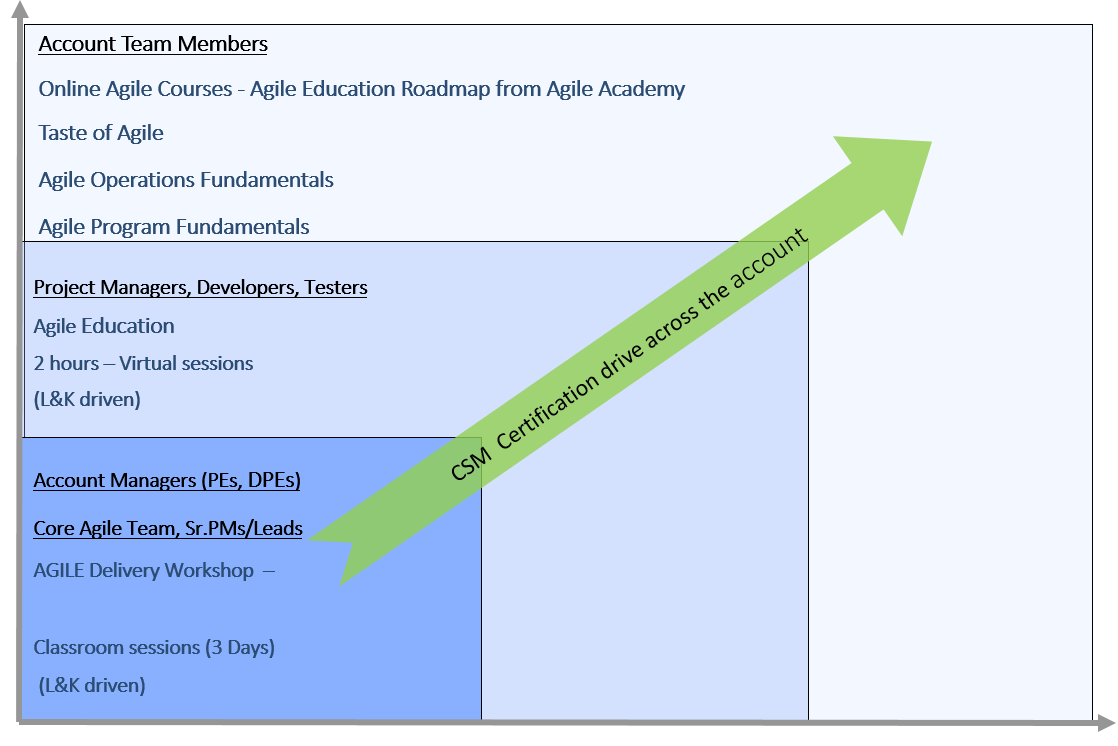 Account Team Members
Online Agile Courses - Agile Education Roadmap from Agile Academy
Taste of Agile
Agile Operations Fundamentals
Agile Program Fundamentals
Project Managers, Developers, Testers
Agile Education
2 hours – Virtual sessions
(L&K driven)
CSM  Certification drive across the account
Account Managers (PEs, DPEs)
Core Agile Team, Sr.PMs/Leads
AGILE Delivery Workshop  –
Classroom sessions (3 Days)
(L&K driven)